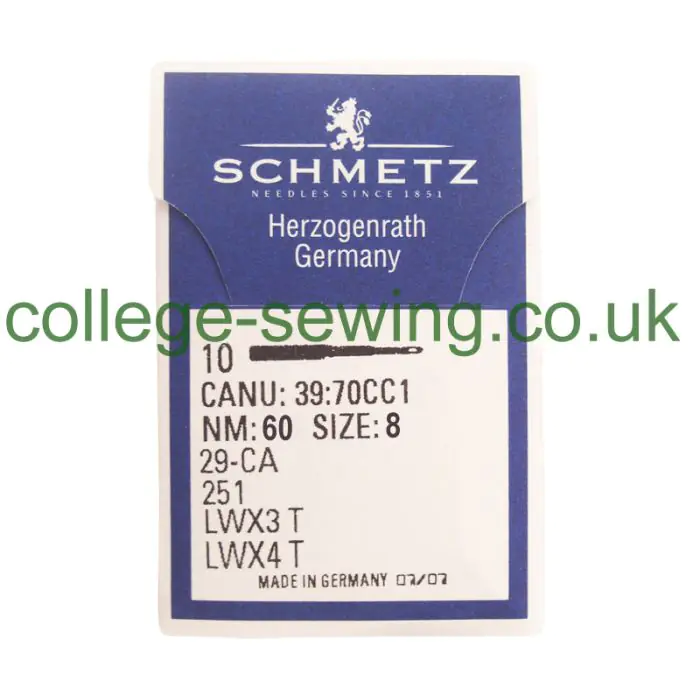 SCHMETZ
NEEDLES SINCE 1851
Herzogenrath
Germany
college-sewing.co.uk
10
CANU: 39:70CC1
NM: 60 SIZE: 8
29-CA
251
LWX3 T
LWX4 T
MADE IN GERMANY 07/07